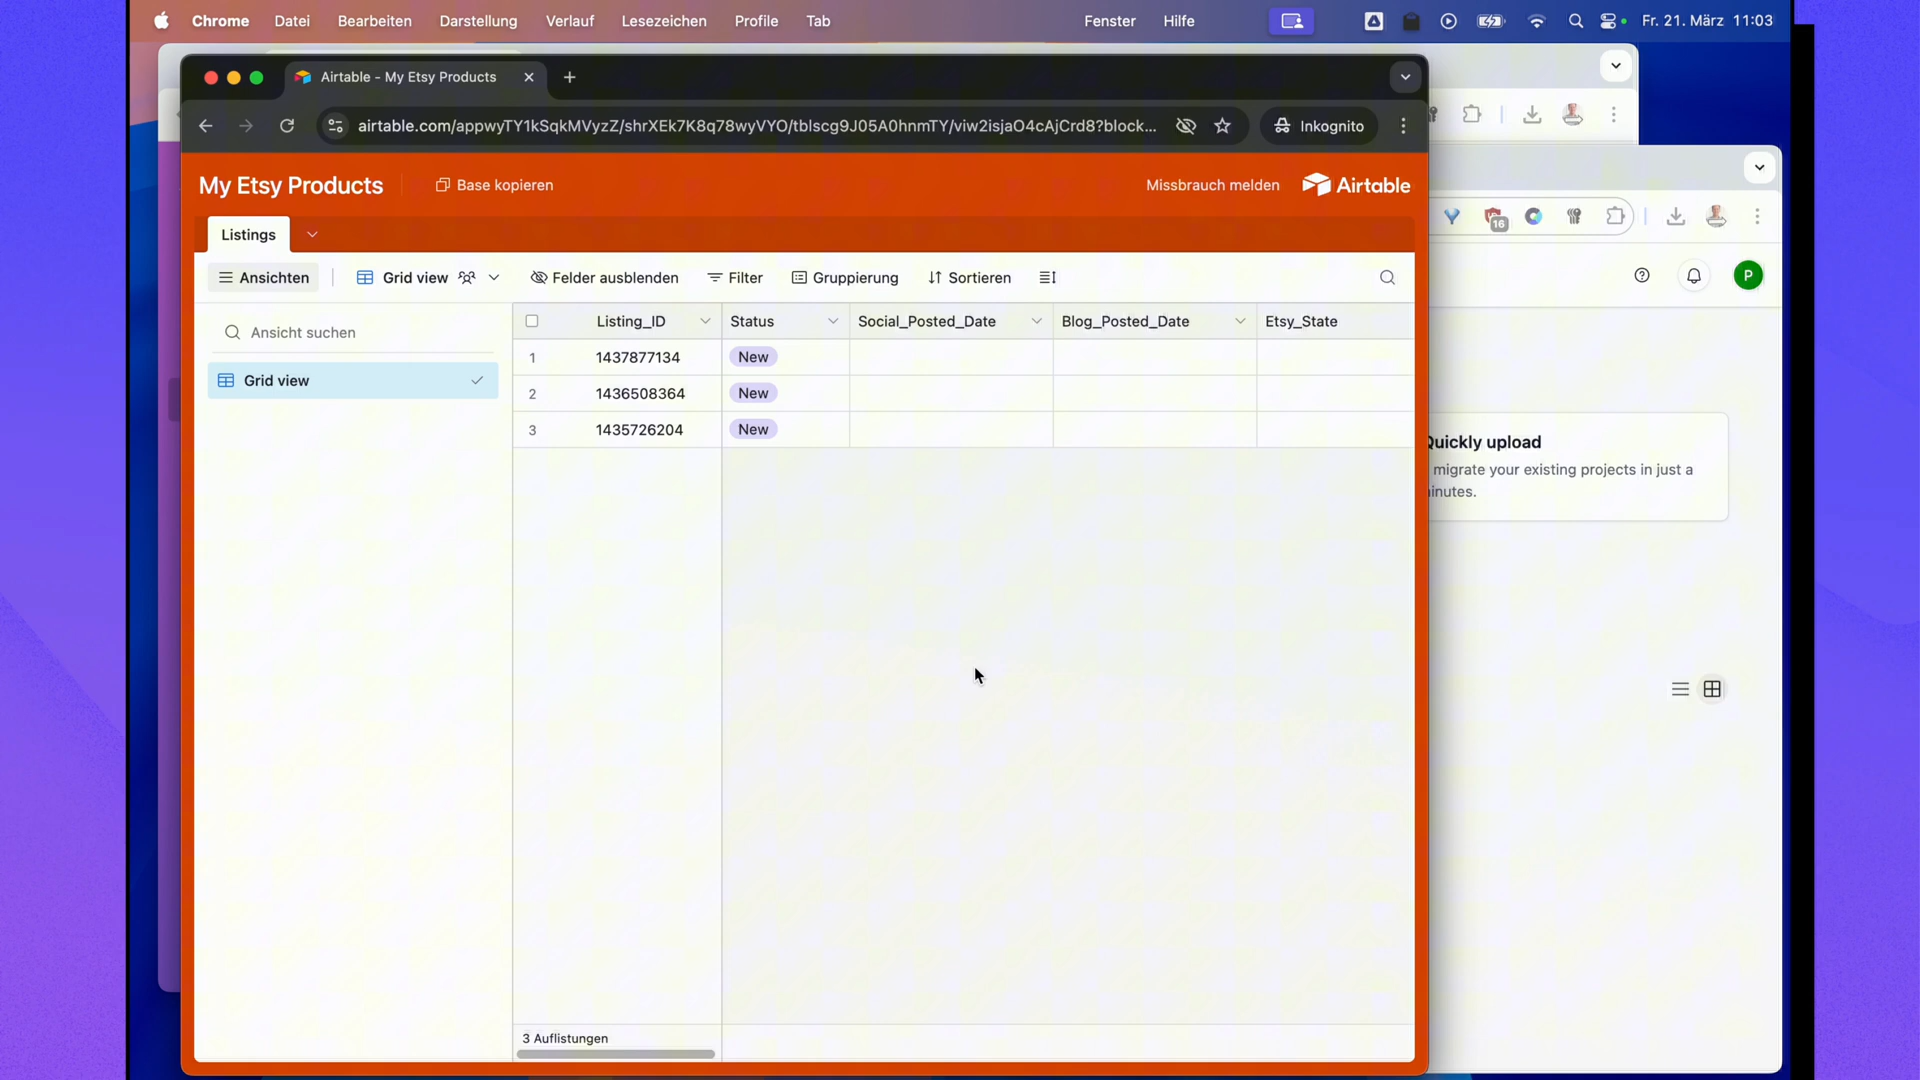 Chrome Datei Bearbeiten Darstellung Verlauf Lesezeichen Profile Tab Fenster Hilfe Fr. 21. März 11:03
Airtable - My Etsy Products
airtable.com/appwyTY1kSqkMVyzZ/shrXEk7K8q78wyVYO/tblscg9J05A0hnmTY/viw2isjaO4cAjCrd8?block...
Inkognito
My Etsy Products Base kopieren Missbrauch melden Airtable
Listings
16
Ansichten Grid view Felder ausblenden Filter Gruppierung Sortieren
P
Ansicht suchen
Grid view
Listing_ID Status Social_Posted_Date Blog_Posted_Date Etsy_State
1 1437877134 New
2 1436508364 New
3 1435726204 New
Quickly upload
migrate your existing projects in just a
3 Auflistungen